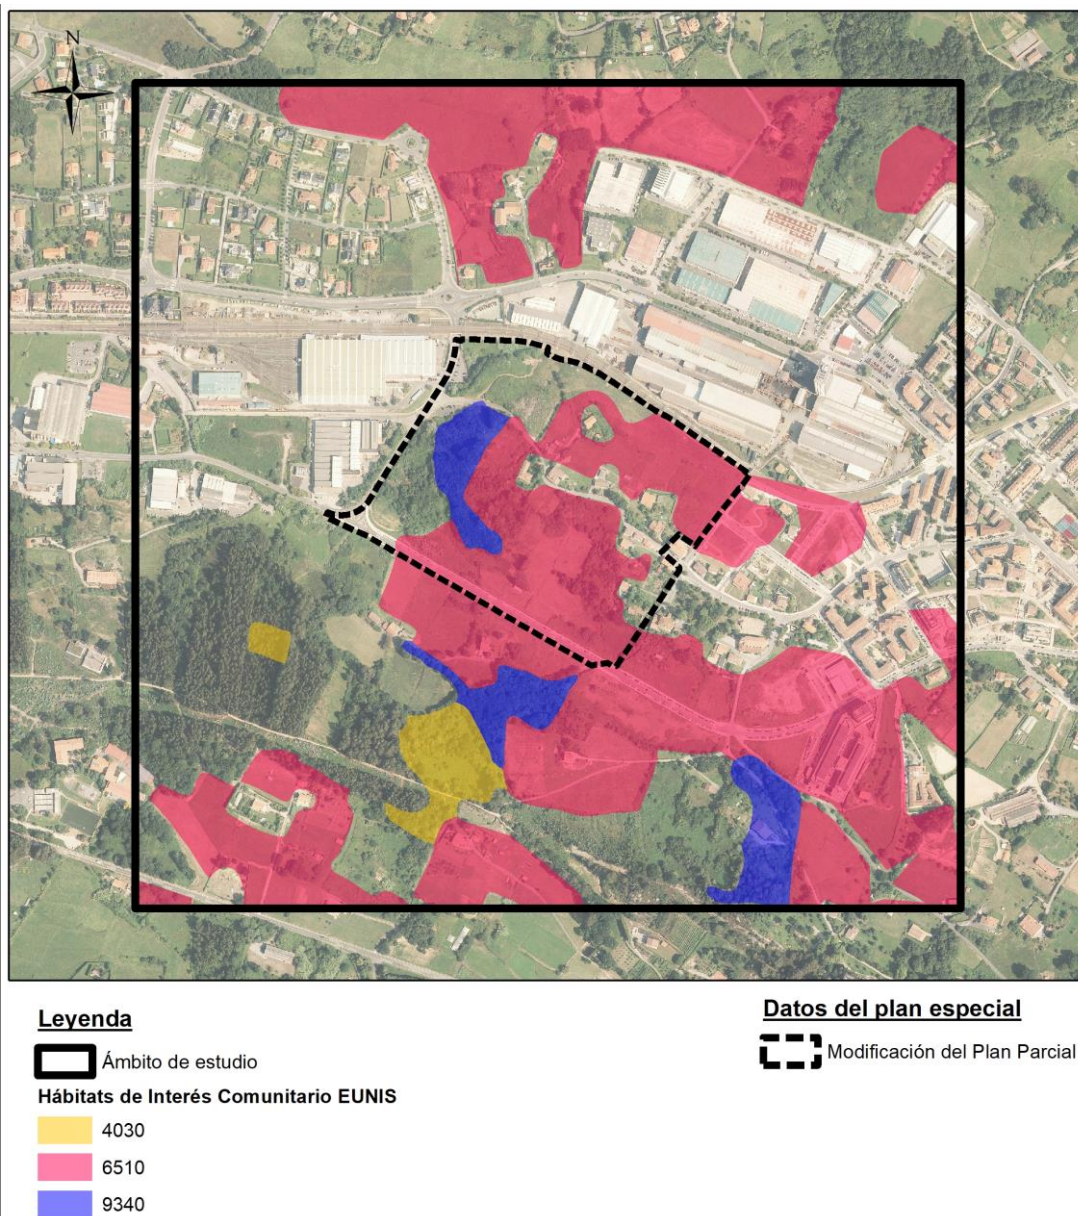 N
Leyenda
Ámbito de estudio
Hábitats de Interés Comunitario EUNIS
4030
6510
9340
Datos del plan especial
Modificación del Plan Parcial